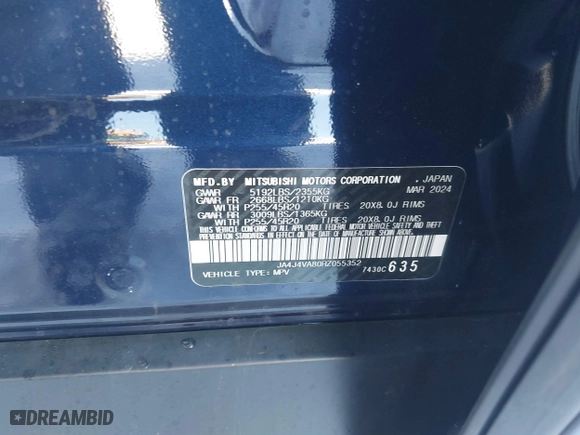 MFD.BY MITSUBISHI MOTORS CORPORATION , JAPAN
GVWR 5192LBS/2355KG MAR 2024
GAWR FR 2668LBS/1210KG
WITH P255/45R20 TIRES 20X8.0J RIMS
GAWR RR 3009LBS/1365KG
WITH P255/45R20 TIRES 20X8.0J RIMS
THIS VEHICLE CONFORMS TO ALL APPLICABLE FEDERAL MOTOR VEHICLE SAFETY AND THEFT PREVENTION STANDARDS IN EFFECT ON THE DATE OF MANUFACTURE SHOWN ABOVE.
JA4J4VA80RZ055352
VEHICLE TYPE: MPV 7430C635
DREAMBID